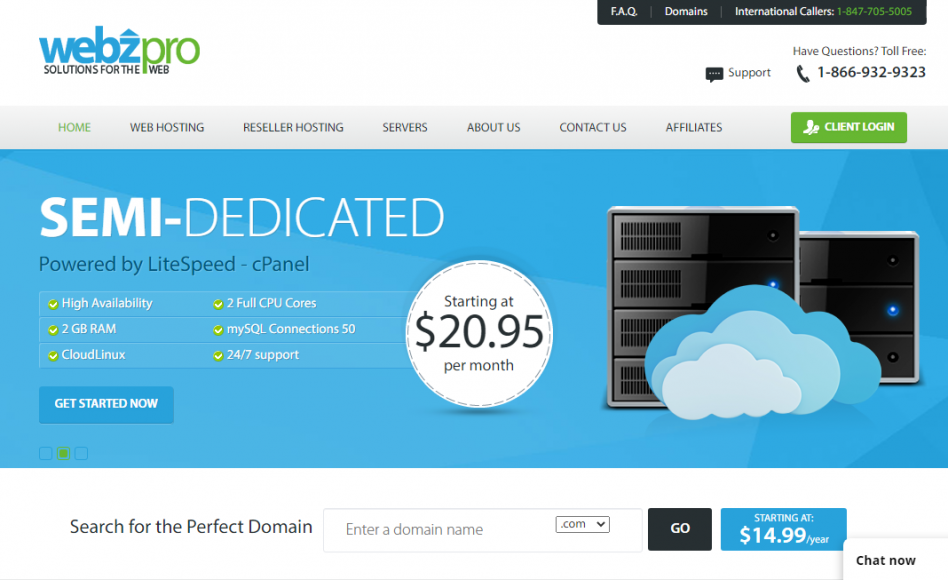 F.A.Q.
Domains
International Callers: 1-847-705-5005
webzpro
SOLUTIONS FOR THE WEB
Have Questions? Toll Free:
Support
1-866-932-9323
HOME
WEB HOSTING
RESELLER HOSTING
SERVERS
ABOUT US
CONTACT US
AFFILIATES
CLIENT LOGIN
SEMI-DEDICATED
Powered by LiteSpeed - cPanel
High Availability
2 Full CPU Cores
2 GB RAM
mySQL Connections 50
CloudLinux
24/7 support
Starting at
$20.95
per month
GET STARTED NOW
Search for the Perfect Domain
Enter a domain name
.com
GO
STARTING AT:
$14.99/year
Chat now